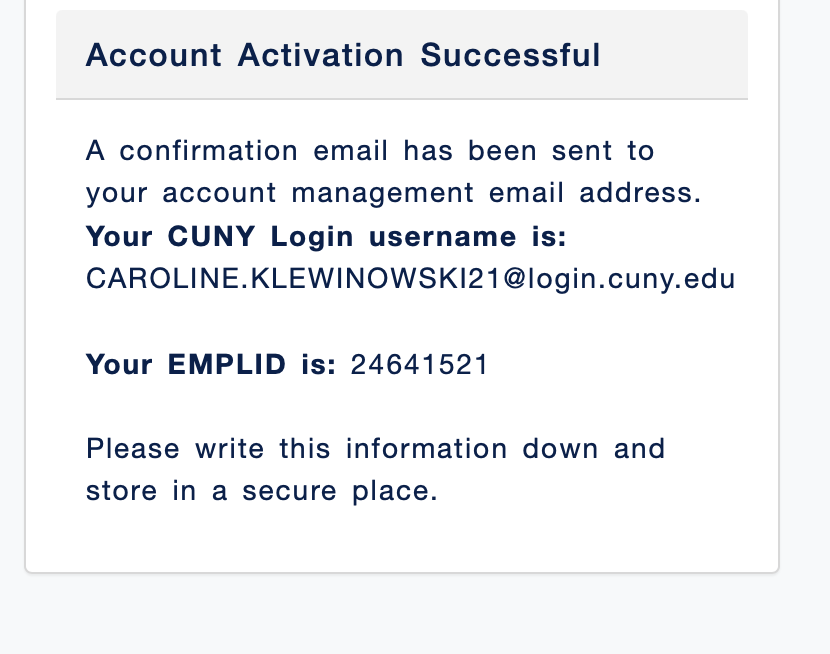 Account Activation Successful
A confirmation email has been sent to
your account management email address.
Your CUNY Login username is:
CAROLINE.KLEWINOWSKI21@login.cuny.edu
Your EMPLID is: 24641521
Please write this information down and
store in a secure place.